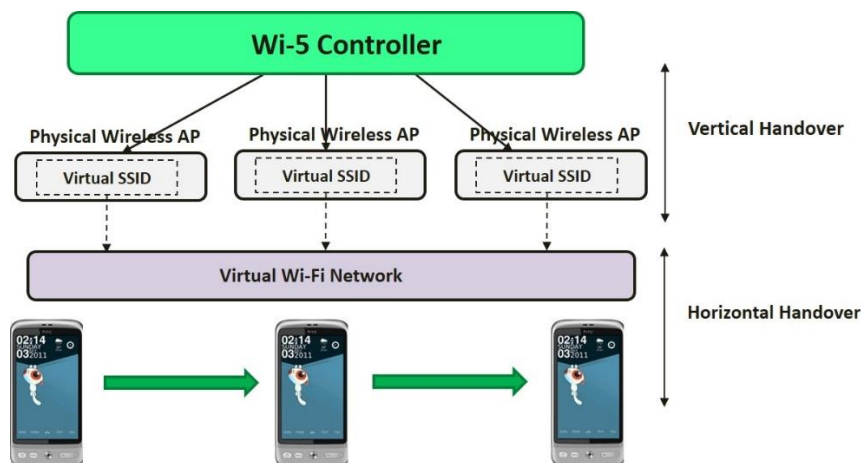 Wi-5 Controller
Physical Wireless AP
Physical Wireless AP
Physical Wireless AP
Vertical Handover
Virtual SSID
Virtual SSID
Virtual SSID
Virtual Wi-Fi Network
Horizontal Handover
02:14
SUNDAY
03 2011
02:14
SUNDAY
03 2011
02:14
SUNDAY
03 2011